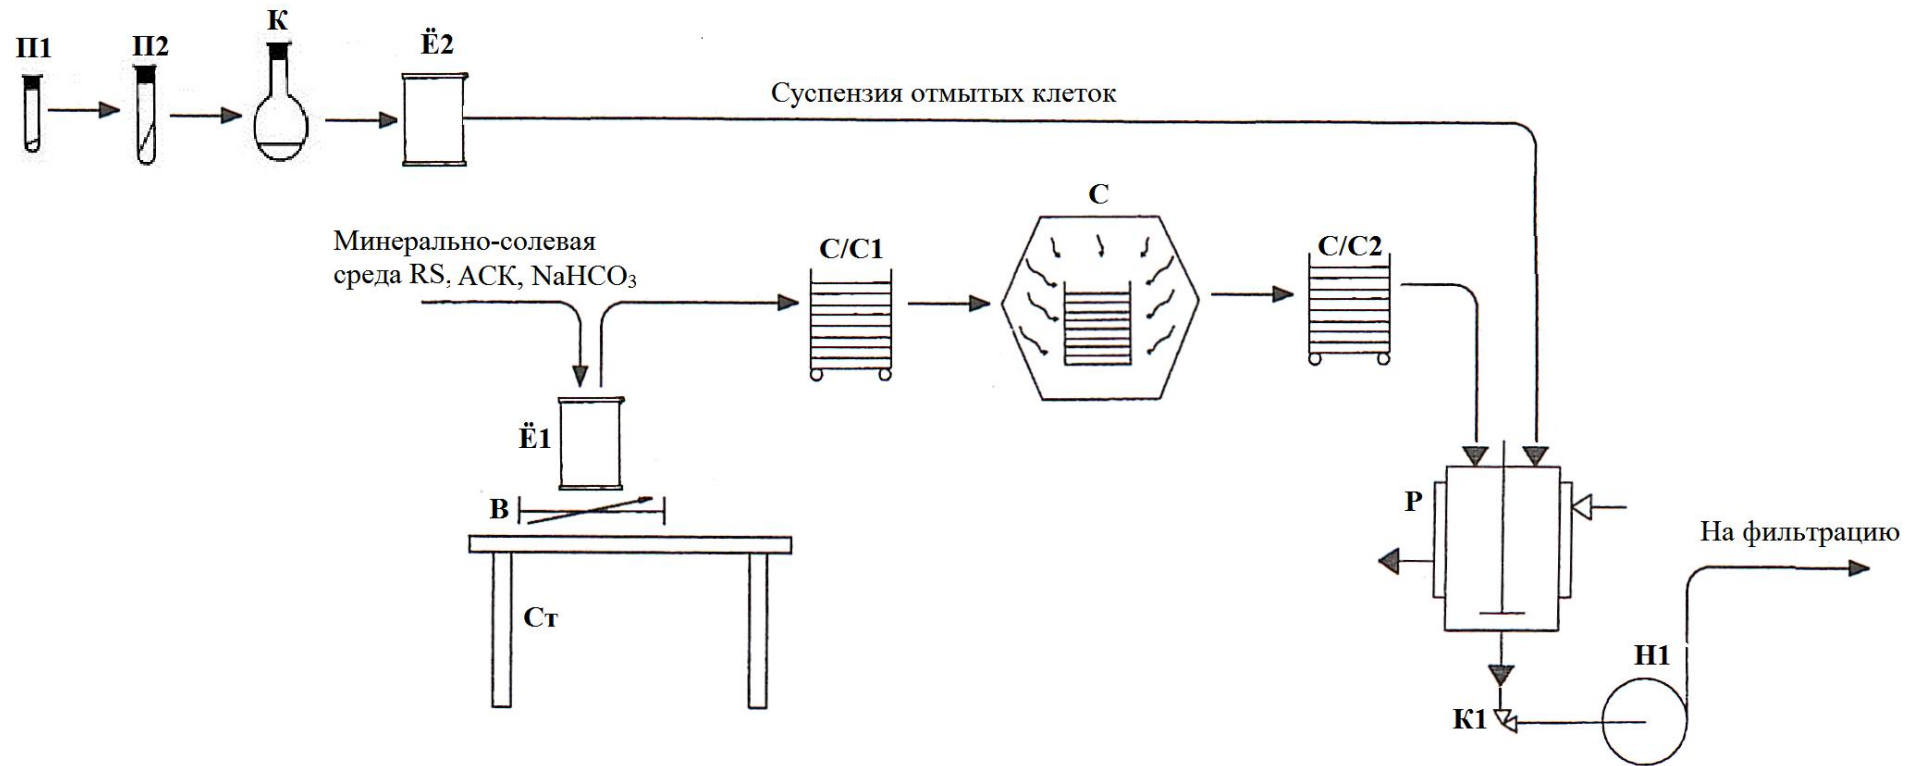 П1
П2
К
Ё2
Суспензия отмытых клеток
Минерально-солевая
среда RS, АСК, NaHCO₃
С/С1
С
С/С2
Ё1
В
Ст
Р
На фильтрацию
Н1
К1